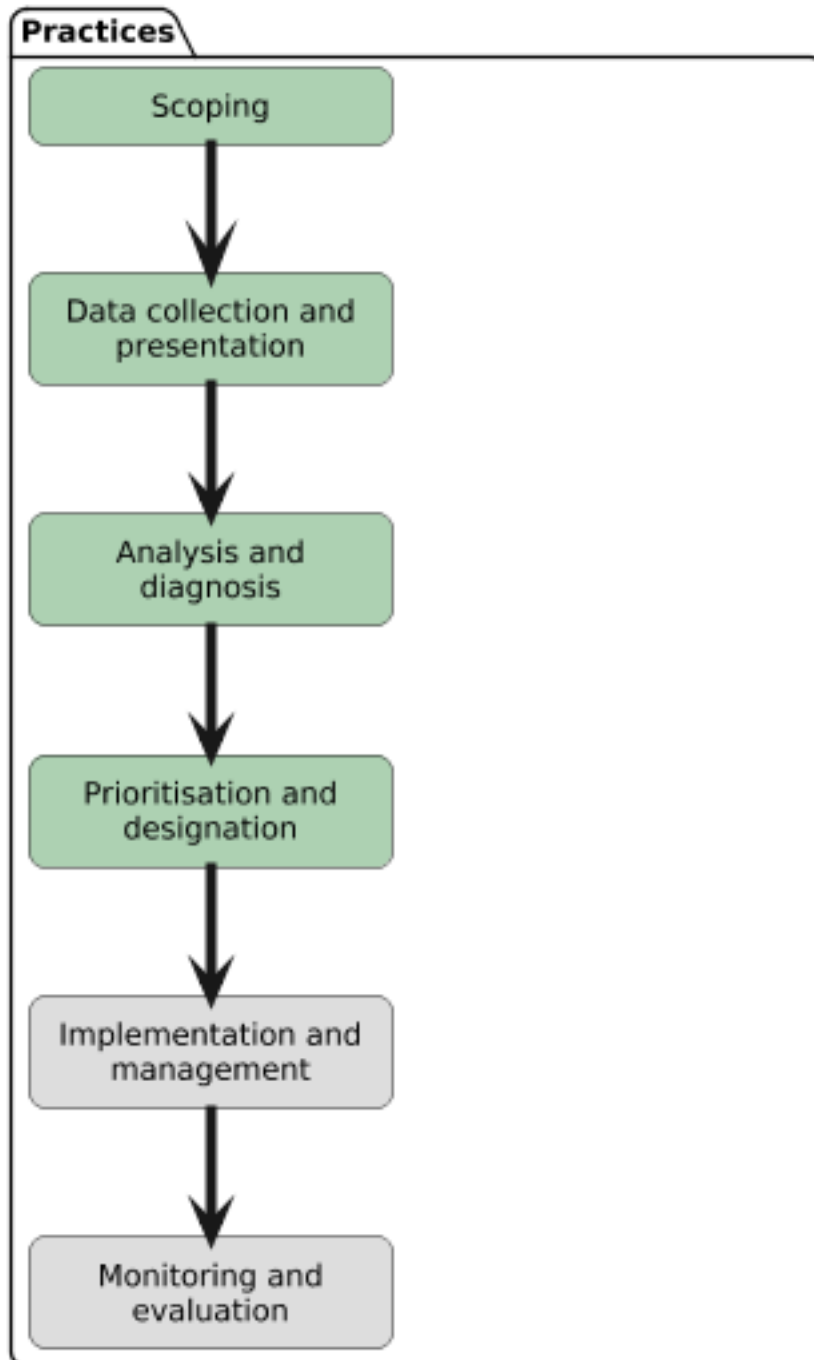 Practices
Scoping
Data collection and
presentation
Analysis and
diagnosis
Prioritisation and
designation
Implementation and
management
Monitoring and
evaluation